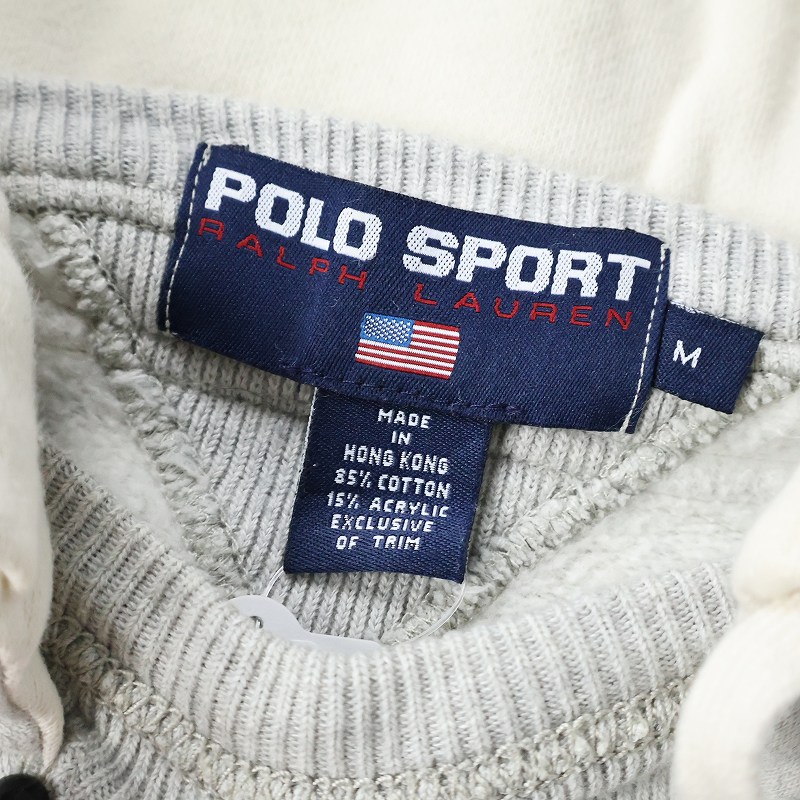 POLO SPORT
RALPH LAUREN
M
MADE
IN
HONG KONG
85% COTTON
15% ACRYLIC
EXCLUSIVE
OF TRIM